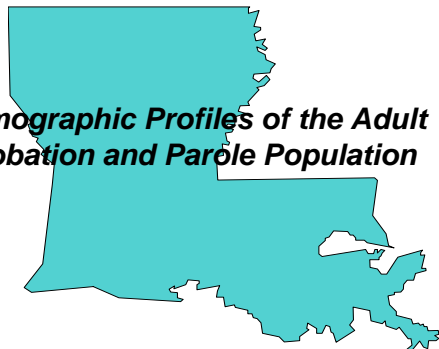 mographic Profiles of the Adult
obation and Parole Population